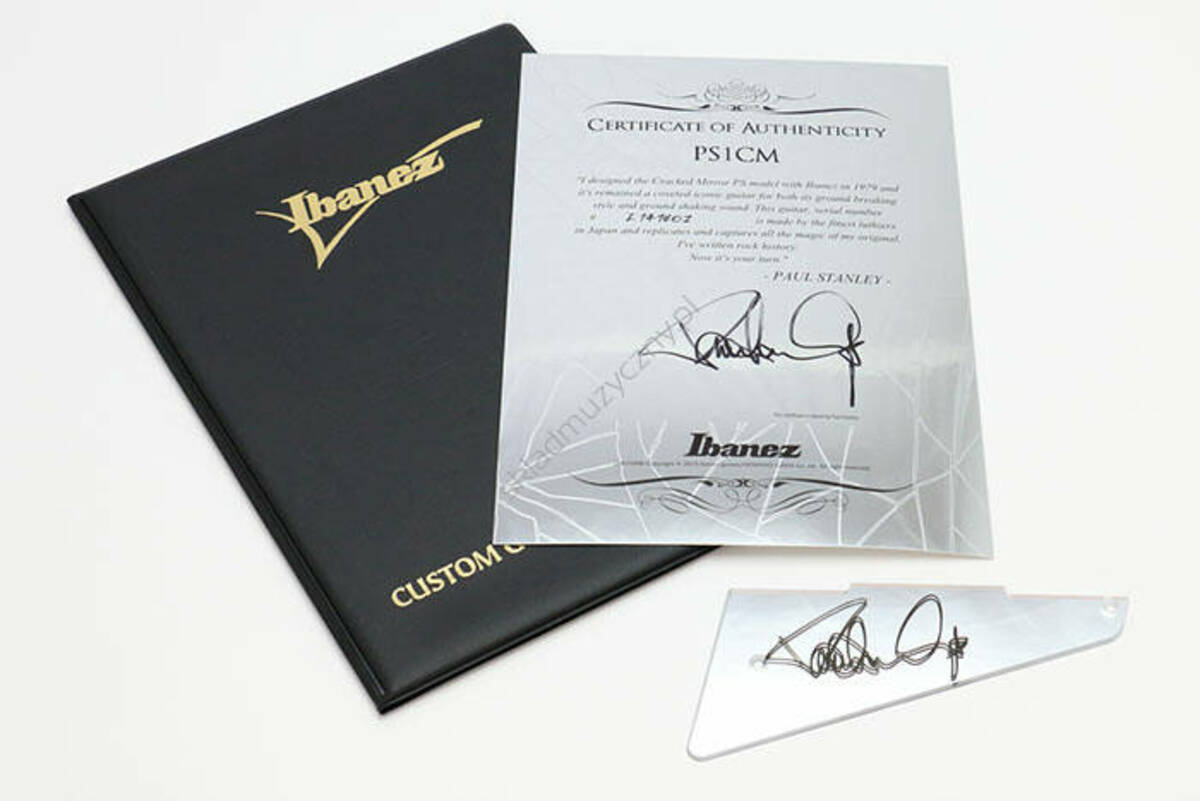 Ibanez
CUSTOM
CERTIFICATE OF AUTHENTICITY
PS1CM
"I designed the Cracked Mirror PS model with Ibanez in 1979 and
it's remained a coveted iconic guitar for both its ground breaking
style and ground shaking sound. This guitar, serial number
is made by the finest luthiers
in Japan and replicates and captures all the magic of my original.
I've written rock history.
Now it's your turn."
- PAUL STANLEY -
Ibanez